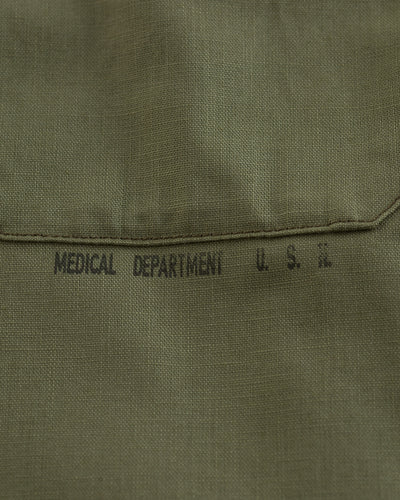 MEDICAL DEPARTMENT U. S. N.